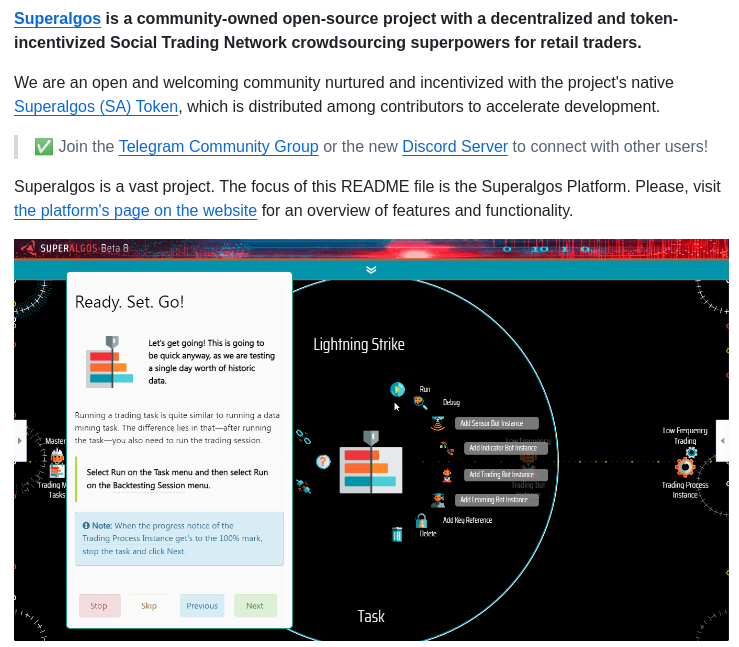 Superalgos is a community-owned open-source project with a decentralized and token-
incentivized Social Trading Network crowdsourcing superpowers for retail traders.
We are an open and welcoming community nurtured and incentivized with the project's native
Superalgos (SA) Token, which is distributed among contributors to accelerate development.
✅ Join the Telegram Community Group or the new Discord Server to connect with other users!
Superalgos is a vast project. The focus of this README file is the Superalgos Platform. Please, visit
the platform's page on the website for an overview of features and functionality.
SUPERALGOS Beta 8
Ready. Set. Go!
Let's get going! This is going to
be quick anyway, as we are testing
a single day worth of historic
data.
Running a trading task is quite similar to running a data
mining task. The difference lies in that—after running
the task—you also need to run the trading session.
Select Run on the Task menu and then select Run
on the Backtesting Session menu.
Note: When the progress notice of the
Trading Process Instance get's to the 100% mark,
stop the task and click Next.
Stop
Skip
Previous
Next
Master
Trading M
Tasks
Lightning Strike
Run
Debug
Add Sensor Bot Instance
Add Indicator Bot Instance
Add Trading Bot Instance
Add Learning Bot Instance
Add Key Reference
Delete
Task
Low Frequency
Trading Bot
Instance
Low Frequency
Trading
Trading Process
Instance